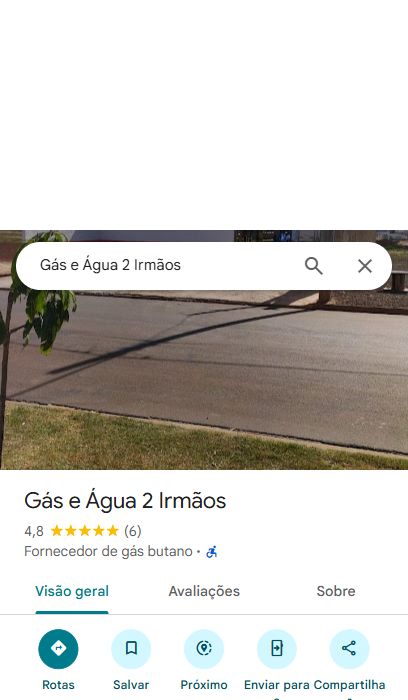 Gás e Água 2 Irmãos
Gás e Água 2 Irmãos
4,8 (6)
Fornecedor de gás butano ·
Visão geral Avaliações Sobre
Rotas Salvar Próximo Enviar para Compartilha